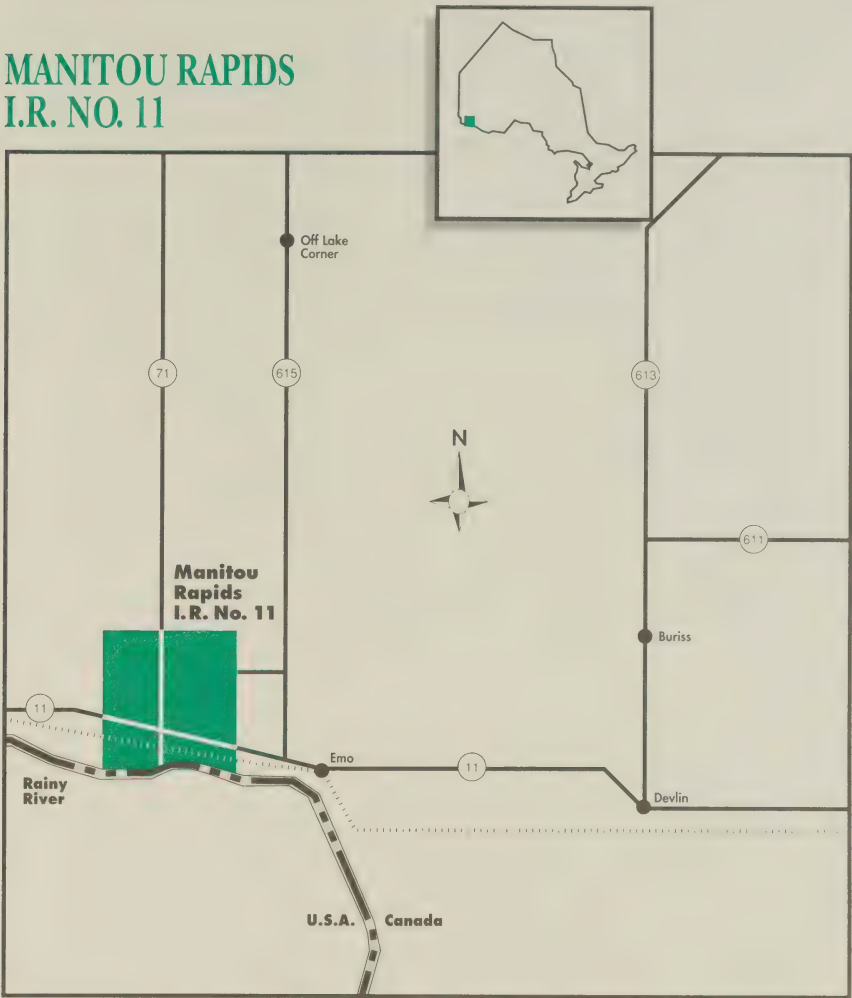 MANITOU RAPIDS
I.R. NO. 11
Off Lake
Corner
71
615
613
N
611
Manitou
Rapids
I.R. No. 11
Buriss
11
Emo
11
Rainy
River
Devlin
U.S.A.
Canada